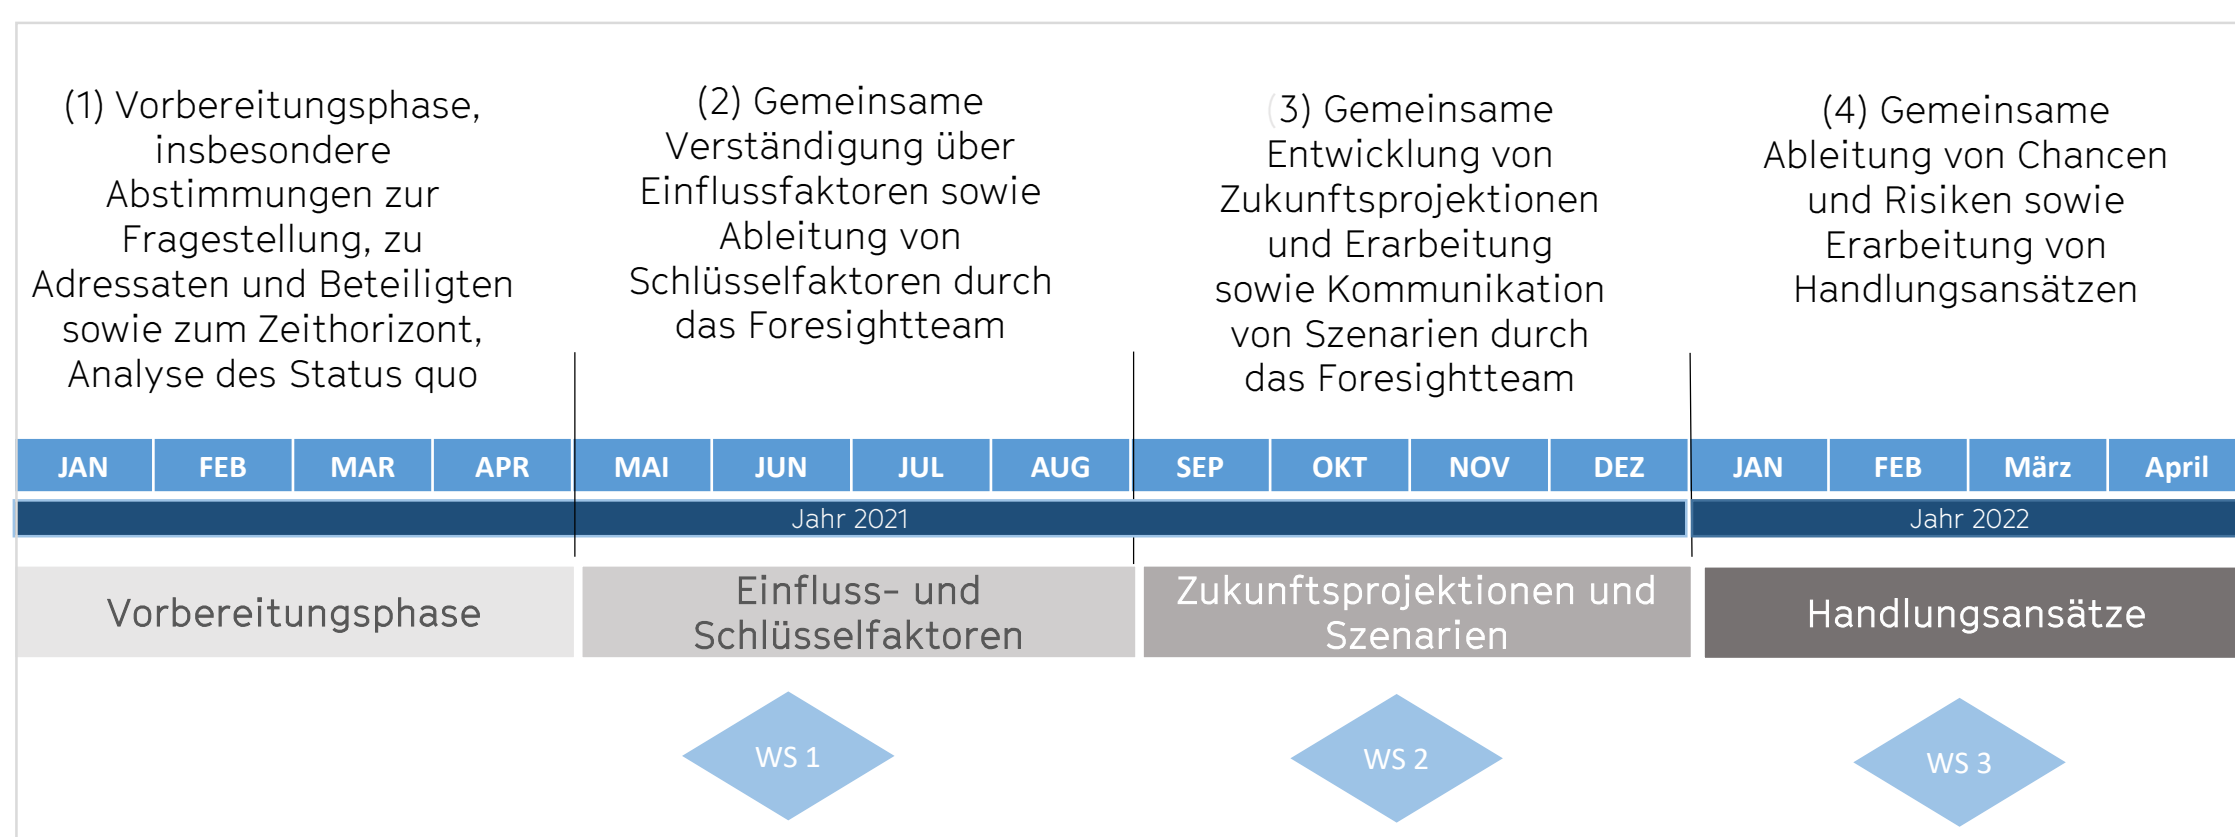 (1) Vorbereitungsphase,
insbesondere
Abstimmungen zur
Fragestellung, zu
Adressaten und Beteiligten
sowie zum Zeithorizont,
Analyse des Status quo
(2) Gemeinsame
Verständigung über
Einflussfaktoren sowie
Ableitung von
Schlüsselfaktoren durch
das Foresightteam
(3) Gemeinsame
Entwicklung von
Zukunftsprojektionen
und Erarbeitung
sowie Kommunikation
von Szenarien durch
das Foresightteam
(4) Gemeinsame
Ableitung von Chancen
und Risiken sowie
Erarbeitung von
Handlungsansätzen
JAN FEB MAR APR MAI JUN JUL AUG SEP OKT NOV DEZ JAN FEB März April
Jahr 2021 Jahr 2022
Vorbereitungsphase
Einfluss- und
Schlüsselfaktoren
Zukunftsprojektionen und
Szenarien
Handlungsansätze
WS 1 WS 2 WS 3